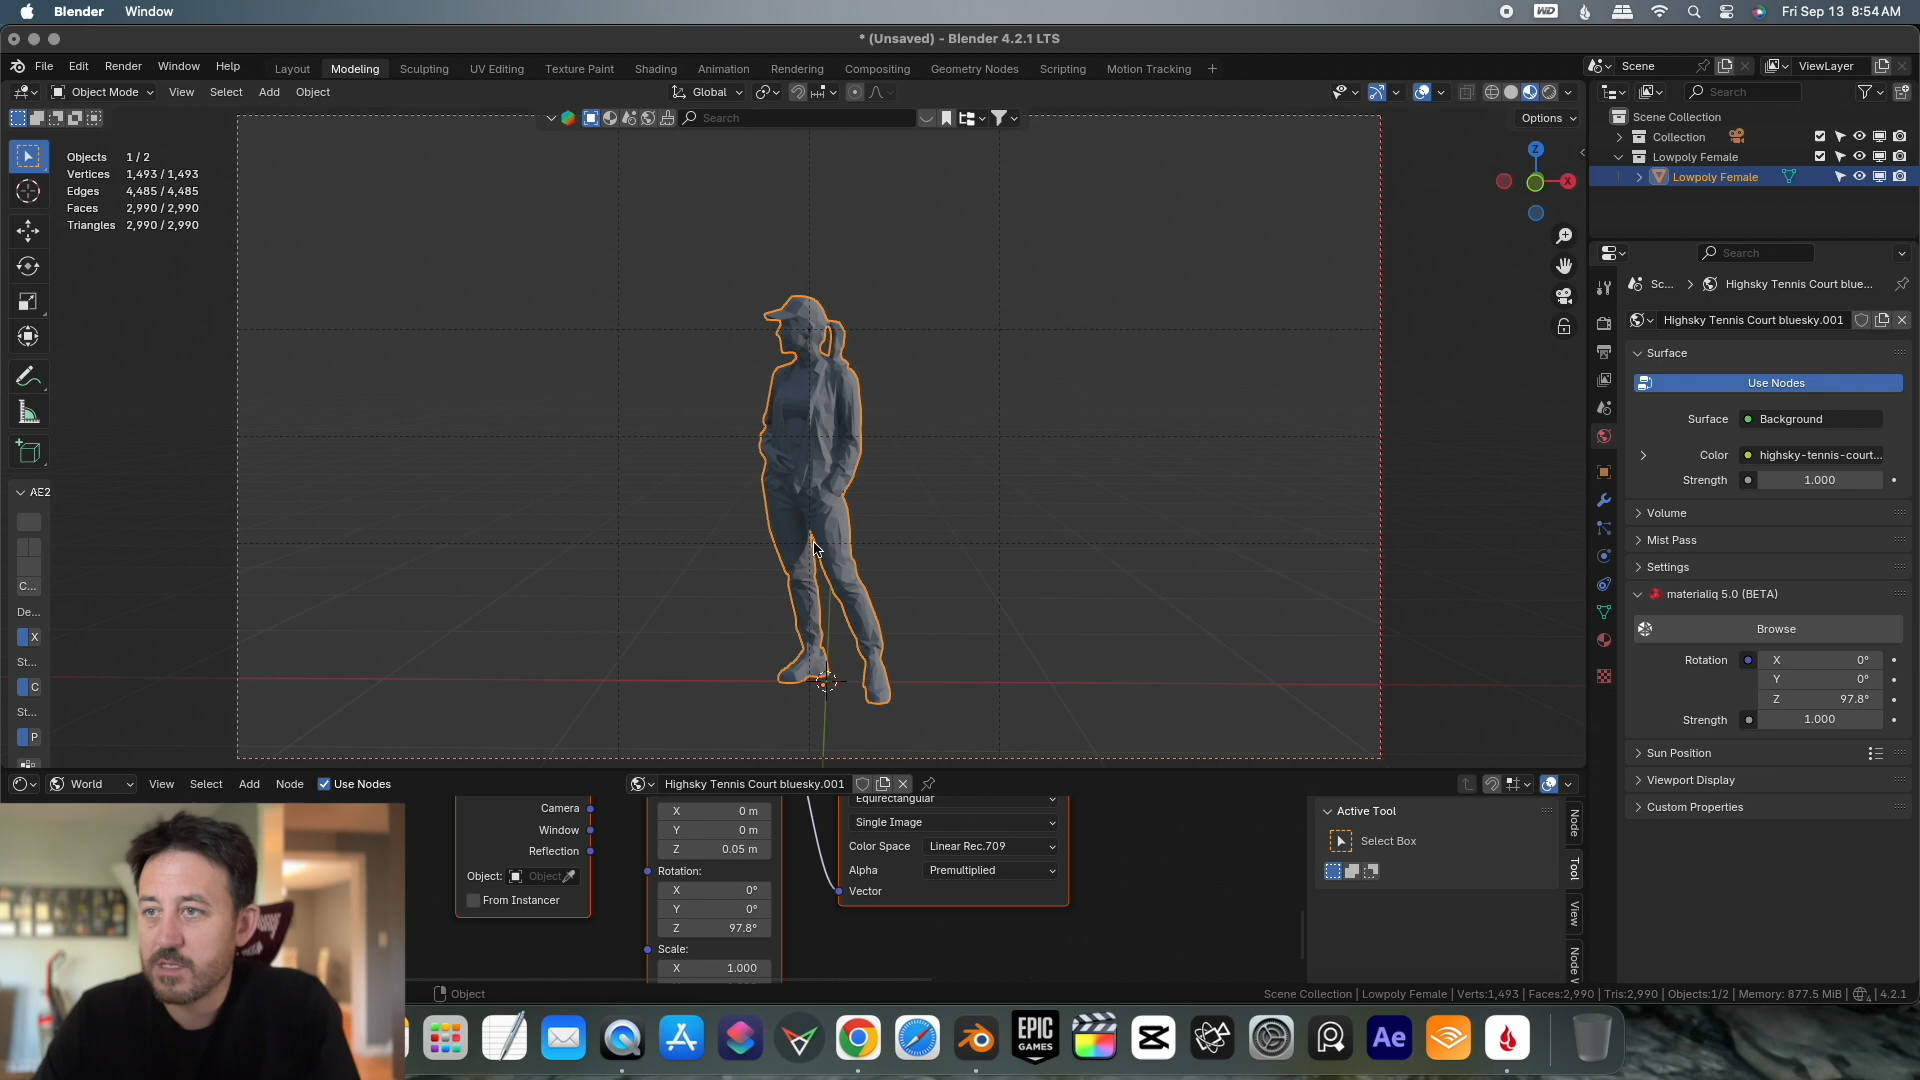 Blender Window
WD
Fri Sep 13 8:54 AM
* (Unsaved) - Blender 4.2.1 LTS
File Edit Render Window Help
Layout Modeling Sculpting UV Editing Texture Paint Shading Animation Rendering Compositing Geometry Nodes Scripting Motion Tracking +
Scene
ViewLayer
Object Mode View Select Add Object
Global
Search
Search
Options
Scene Collection
Collection
Lowpoly Female
Lowpoly Female
Objects 1 / 2
Vertices 1,493 / 1,493
Edges 4,485 / 4,485
Faces 2,990 / 2,990
Triangles 2,990 / 2,990
Z
X
Search
Sc... > Highsky Tennis Court blue...
Highsky Tennis Court bluesky.001
Surface
Use Nodes
Surface Background
Color highsky-tennis-court...
Strength 1.000
Volume
Mist Pass
Settings
materialiq 5.0 (BETA)
Browse
Rotation X 0°
Y 0°
Z 97.8°
Strength 1.000
Sun Position
Viewport Display
Custom Properties
AE2
C...
De...
X
St...
C
St...
P
World View Select Add Node Use Nodes
Highsky Tennis Court bluesky.001
Camera
Window
Reflection
Object: Object
From Instancer
X 0 m
Y 0 m
Z 0.05 m
Rotation:
X 0°
Y 0°
Z 97.8°
Scale:
X 1.000
Equirectangular
Single Image
Color Space Linear Rec.709
Alpha Premultiplied
Vector
Active Tool
Select Box
Node
Tool
View
Node
Object
Scene Collection | Lowpoly Female | Verts:1,493 | Faces:2,990 | Tris:2,990 | Objects:1/2 | Memory: 877.5 MiB | 4 | 4.2.1
EPIC
GAMES
Ae